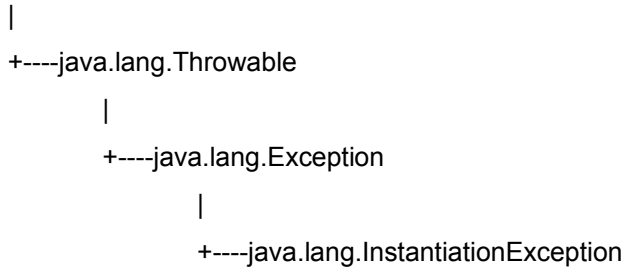 |
+----java.lang.Throwable
|
+----java.lang.Exception
|
+----java.lang.InstantiationException